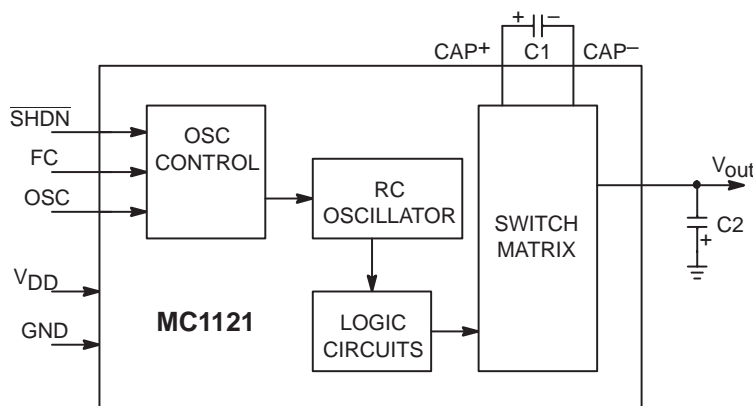 + –
CAP+ C1 CAP–
SHDN
FC
OSC
VDD
GND
OSC
CONTROL
RC
OSCILLATOR
LOGIC
CIRCUITS
MC1121
SWITCH
MATRIX
Vout
C2
+